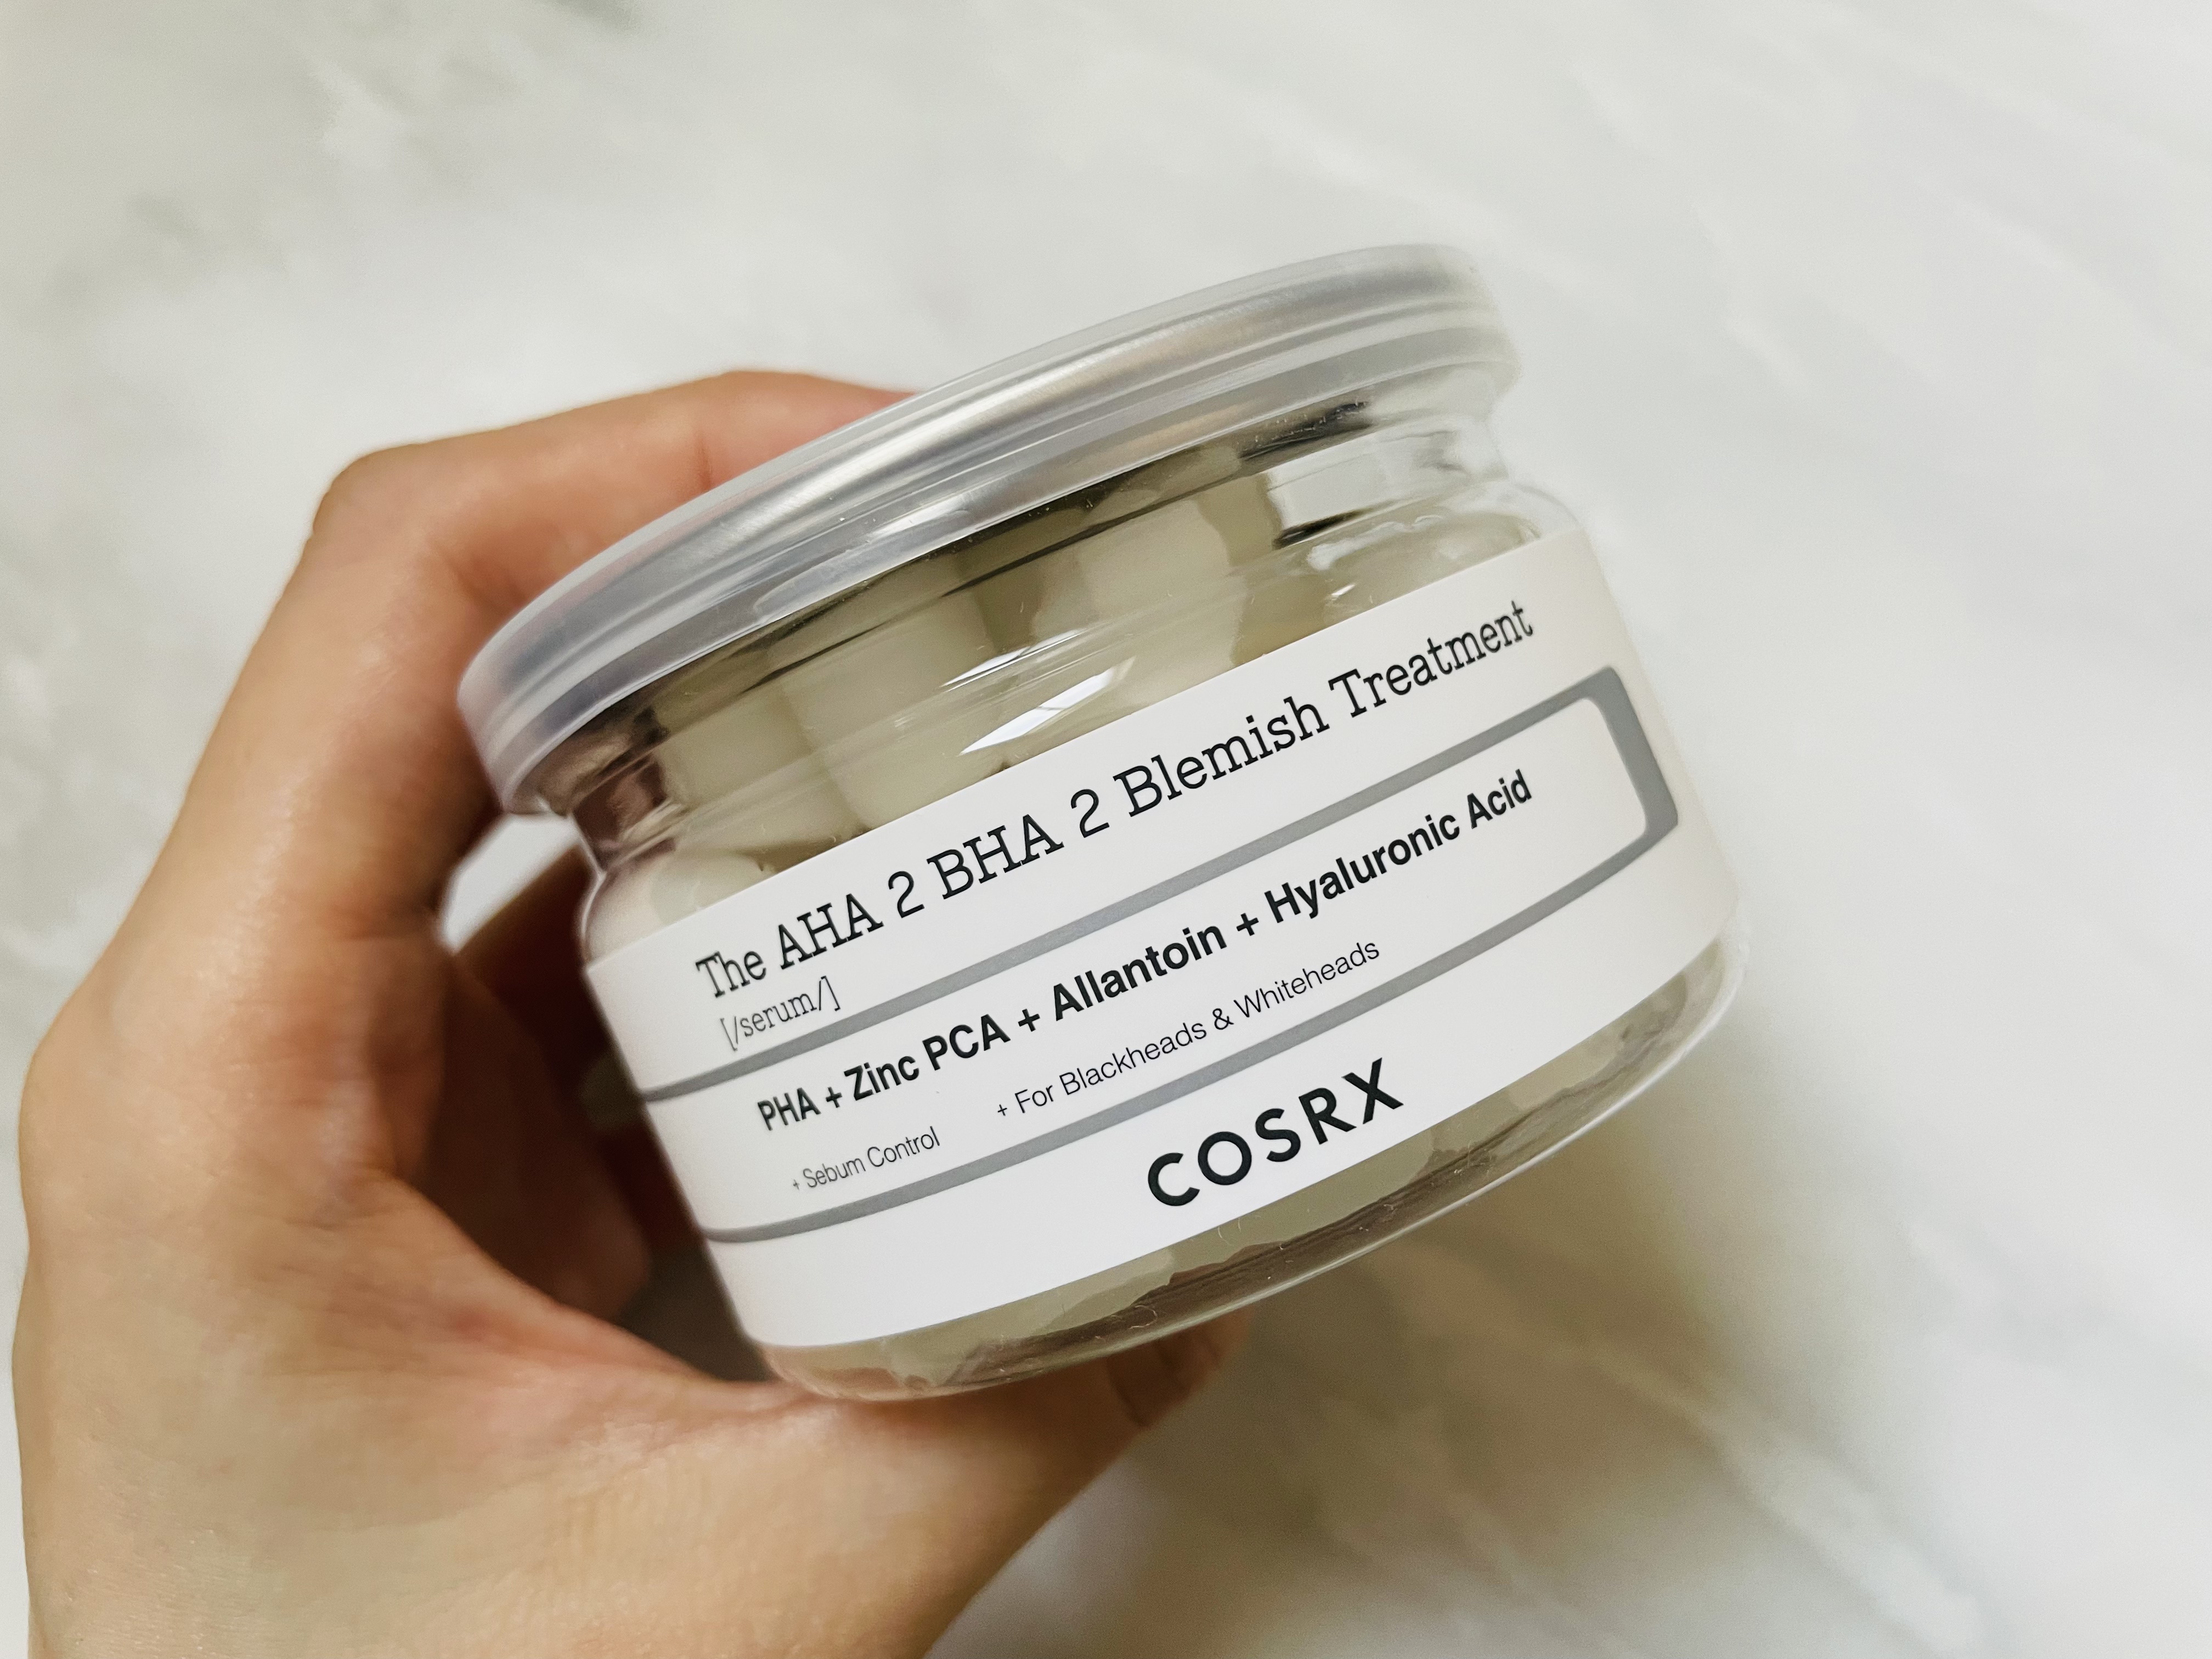 The AHA 2 BHA 2 Blemish Treatment
[/serum/]
PHA + Zinc PCA + Allantoin + Hyaluronic Acid
+ Sebum Control + For Blackheads & Whiteheads
COSRX